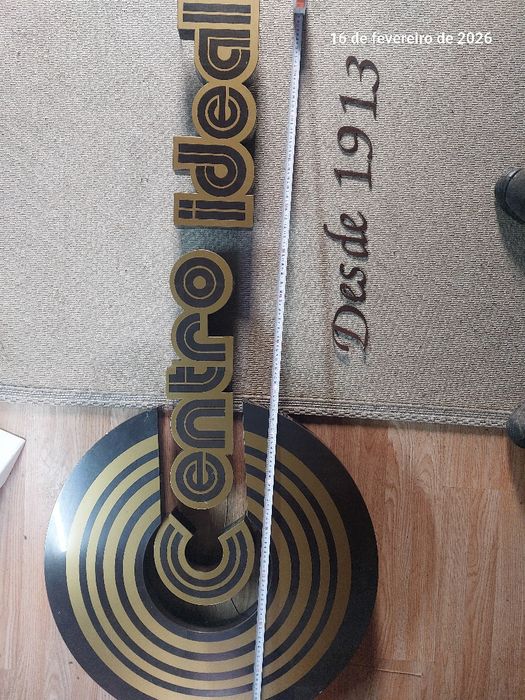 16 de fevereiro de 2026
Centro ideal
Desde 1913